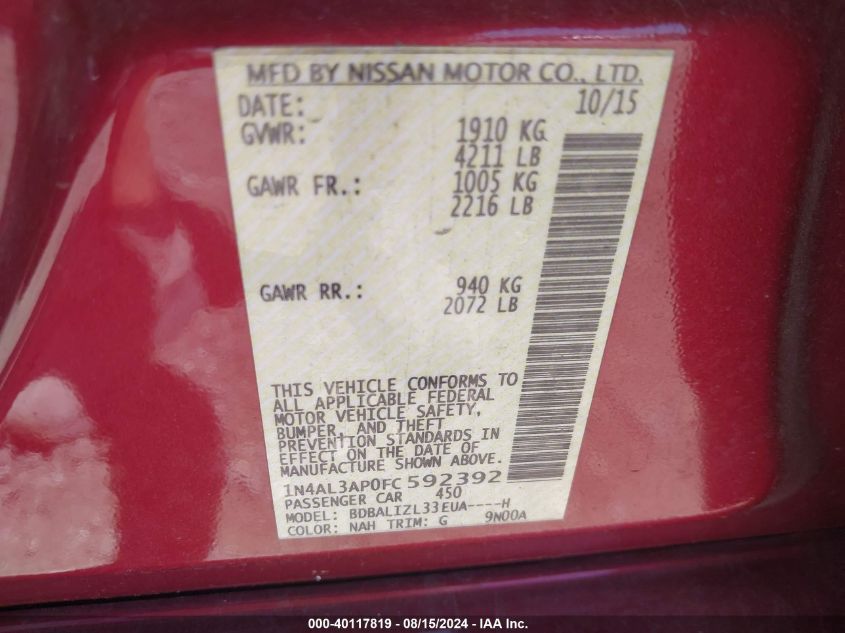 MFD BY NISSAN MOTOR CO., LTD.
DATE: 10/15
GVWR: 1910 KG
4211 LB
GAWR FR.: 1005 KG
2216 LB
GAWR RR.: 940 KG
2072 LB
THIS VEHICLE CONFORMS TO
ALL APPLICABLE FEDERAL
MOTOR VEHICLE SAFETY,
BUMPER, AND THEFT
PREVENTION STANDARDS IN
EFFECT ON THE DATE OF
MANUFACTURE SHOWN ABOVE.
1N4AL3AP0FC592392
PASSENGER CAR 450
MODEL: BDBALIZL33EUA----H
COLOR: NAH TRIM: G 9N00A
000-40117819 - 08/15/2024 - IAA Inc.